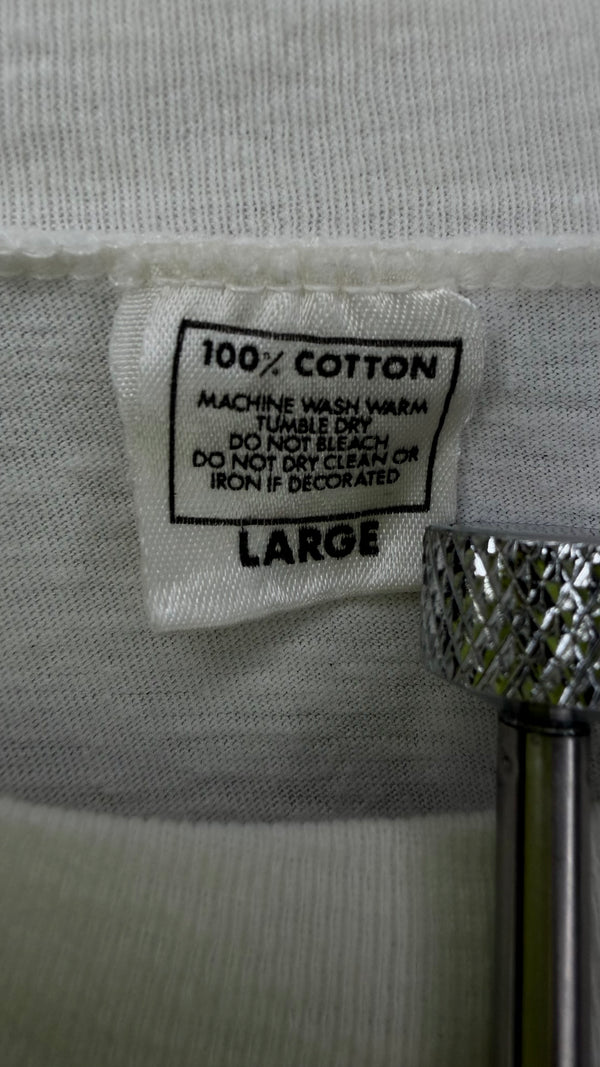 100% COTTON
MACHINE WASH WARM
TUMBLE DRY
DO NOT BLEACH
DO NOT DRY CLEAN OR
IRON IF DECORATED
LARGE